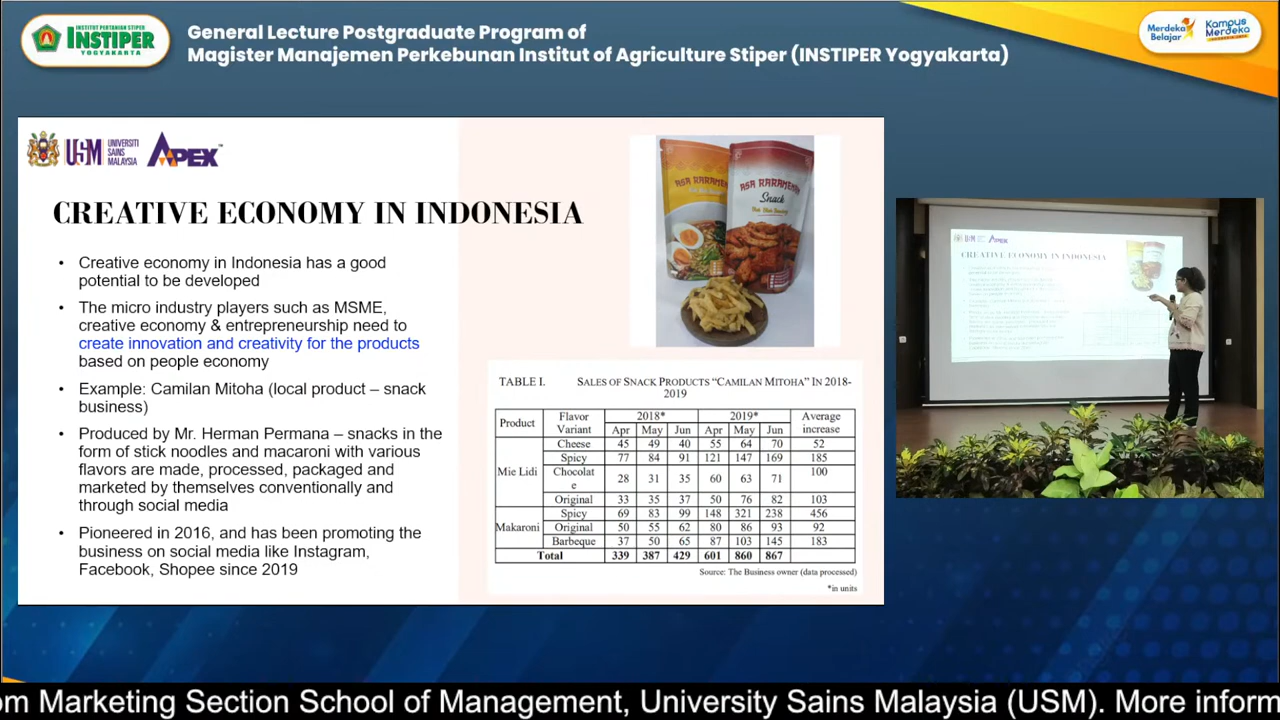 INSTITUT PERTANIAN STIPER
INSTIPER
YOGYAKARTA
General Lecture Postgraduate Program of
Magister Manajemen Perkebunan Institut of Agriculture Stiper (INSTIPER Yogyakarta)
Merdeka
Belajar
Kampus
Merdeka
INDONESIA JAYA
USM
UNIVERSITI
SAINS
MALAYSIA
APEX™
CREATIVE ECONOMY IN INDONESIA
• Creative economy in Indonesia has a good
potential to be developed
• The micro industry players such as MSME,
creative economy & entrepreneurship need to
create innovation and creativity for the products
based on people economy
• Example: Camilan Mitoha (local product – snack
business)
• Produced by Mr. Herman Permana – snacks in the
form of stick noodles and macaroni with various
flavors are made, processed, packaged and
marketed by themselves conventionally and
through social media
• Pioneered in 2016, and has been promoting the
business on social media like Instagram,
Facebook, Shopee since 2019
Snack
TABLE I. SALES OF SNACK PRODUCTS “CAMILAN MITOHA” IN 2018-
2019
Product Flavor Variant 2018* 2019* Average increase
Apr May Jun Apr May Jun
Mie Lidi Cheese 45 49 40 55 64 70 52
Spicy 77 84 91 121 147 169 185
Chocolat
e 28 31 35 60 63 71 100
Original 33 35 37 50 76 82 103
Makaroni Spicy 69 83 99 148 321 238 456
Original 50 55 62 80 86 93 92
Barbeque 37 50 65 87 103 145 183
Total 339 387 429 601 860 867
Source: The Business owner (data processed)
*in units
USM APEX
CREATIVE ECONOMY IN INDONESIA
om Marketing Section School of Management, University Sains Malaysia (USM). More inform